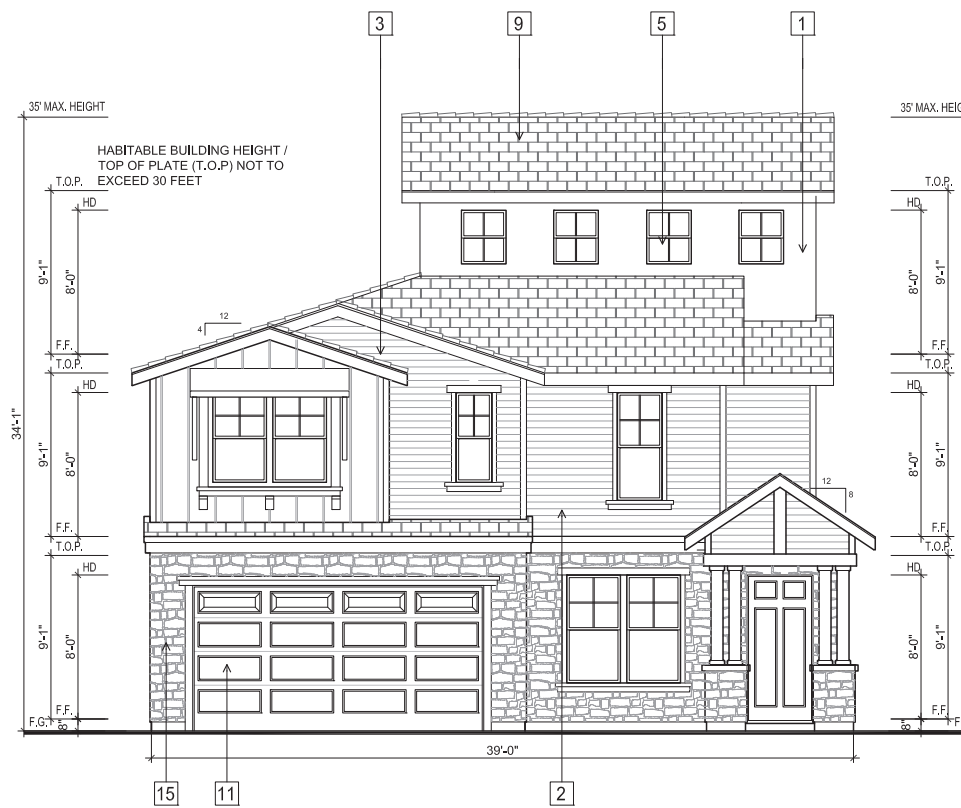 3
9
5
1
35' MAX. HEIGHT
35' MAX. HEIG
HABITABLE BUILDING HEIGHT /
TOP OF PLATE (T.O.P) NOT TO
EXCEED 30 FEET
T.O.P.
T.O.P.
HD
HD
9'-1"
8'-0"
8'-0"
9'-1"
12
4
F.F.
F.F.
T.O.P.
T.O.P.
HD
HD
34'-1"
9'-1"
8'-0"
8'-0"
9'-1"
12
8
F.F.
F.F.
T.O.P.
T.O.P.
HD
HD
9'-1"
8'-0"
8'-0"
9'-1"
F.F.
F.F.
F.G.
8"
8"
F
39'-0"
15
11
2